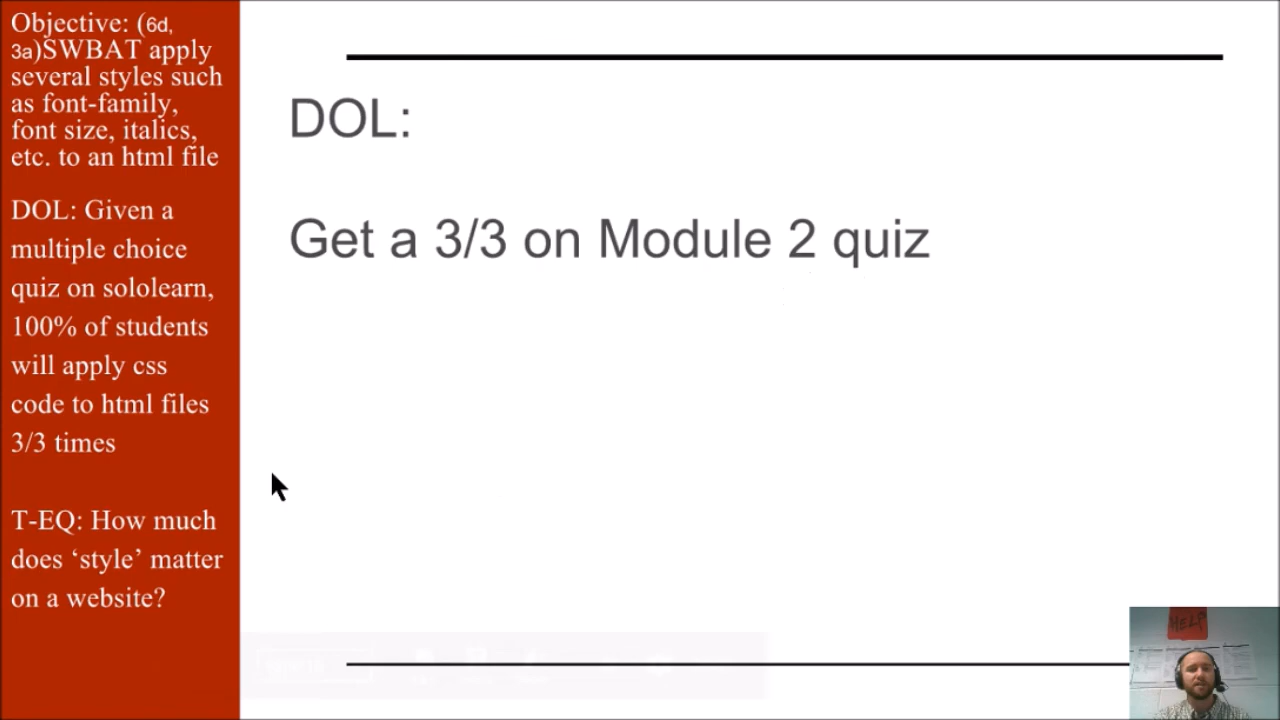 Objective: (6d,
3a)SWBAT apply
several styles such
as font-family,
font size, italics,
etc. to an html file
DOL: Given a
multiple choice
quiz on sololearn,
100% of students
will apply css
code to html files
3/3 times
T-EQ: How much
does ‘style’ matter
on a website?
DOL:
Get a 3/3 on Module 2 quiz
HELP